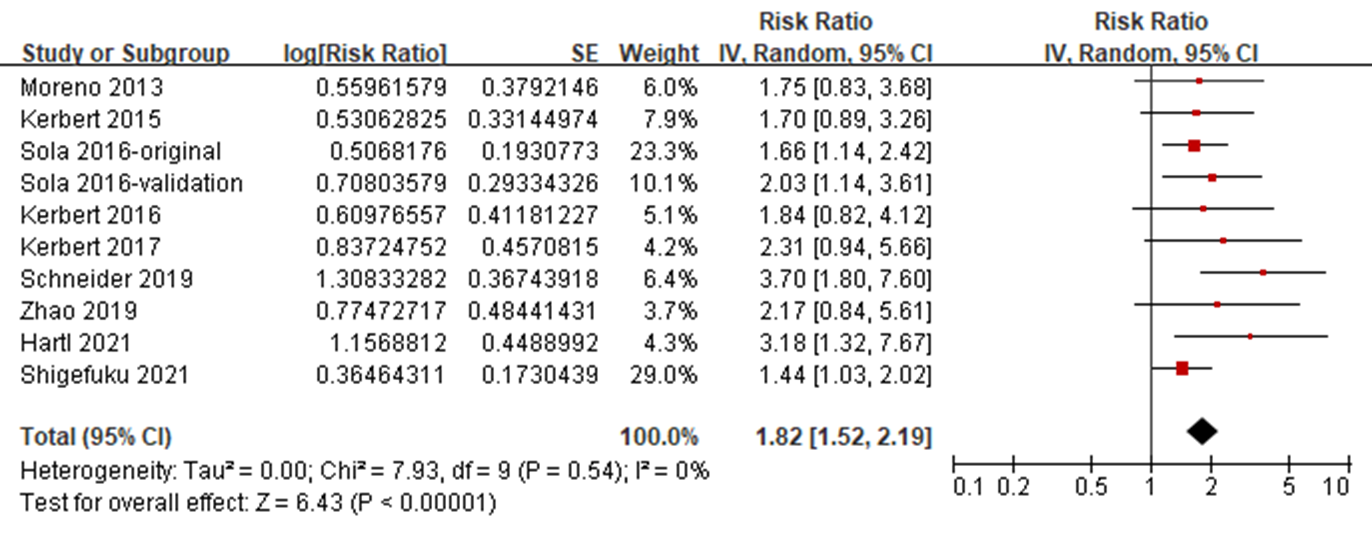 Risk Ratio Risk Ratio
Study or Subgroup log[Risk Ratio] SE Weight IV, Random, 95% CI IV, Random, 95% CI
Moreno 2013 0.55961579 0.3792146 6.0% 1.75 [0.83, 3.68]
Kerbert 2015 0.53062825 0.33144974 7.9% 1.70 [0.89, 3.26]
Sola 2016-original 0.5068176 0.1930773 23.3% 1.66 [1.14, 2.42]
Sola 2016-validation 0.70803579 0.29334326 10.1% 2.03 [1.14, 3.61]
Kerbert 2016 0.60976557 0.41181227 5.1% 1.84 [0.82, 4.12]
Kerbert 2017 0.83724752 0.4570815 4.2% 2.31 [0.94, 5.66]
Schneider 2019 1.30833282 0.36743918 6.4% 3.70 [1.80, 7.60]
Zhao 2019 0.77472717 0.48441431 3.7% 2.17 [0.84, 5.61]
Hartl 2021 1.1568812 0.4488992 4.3% 3.18 [1.32, 7.67]
Shigefuku 2021 0.36464311 0.1730439 29.0% 1.44 [1.03, 2.02]
Total (95% CI) 100.0% 1.82 [1.52, 2.19]
Heterogeneity: Tau² = 0.00; Chi² = 7.93, df = 9 (P = 0.54); I² = 0%
Test for overall effect: Z = 6.43 (P < 0.00001)
0.1 0.2 0.5 1 2 5 10